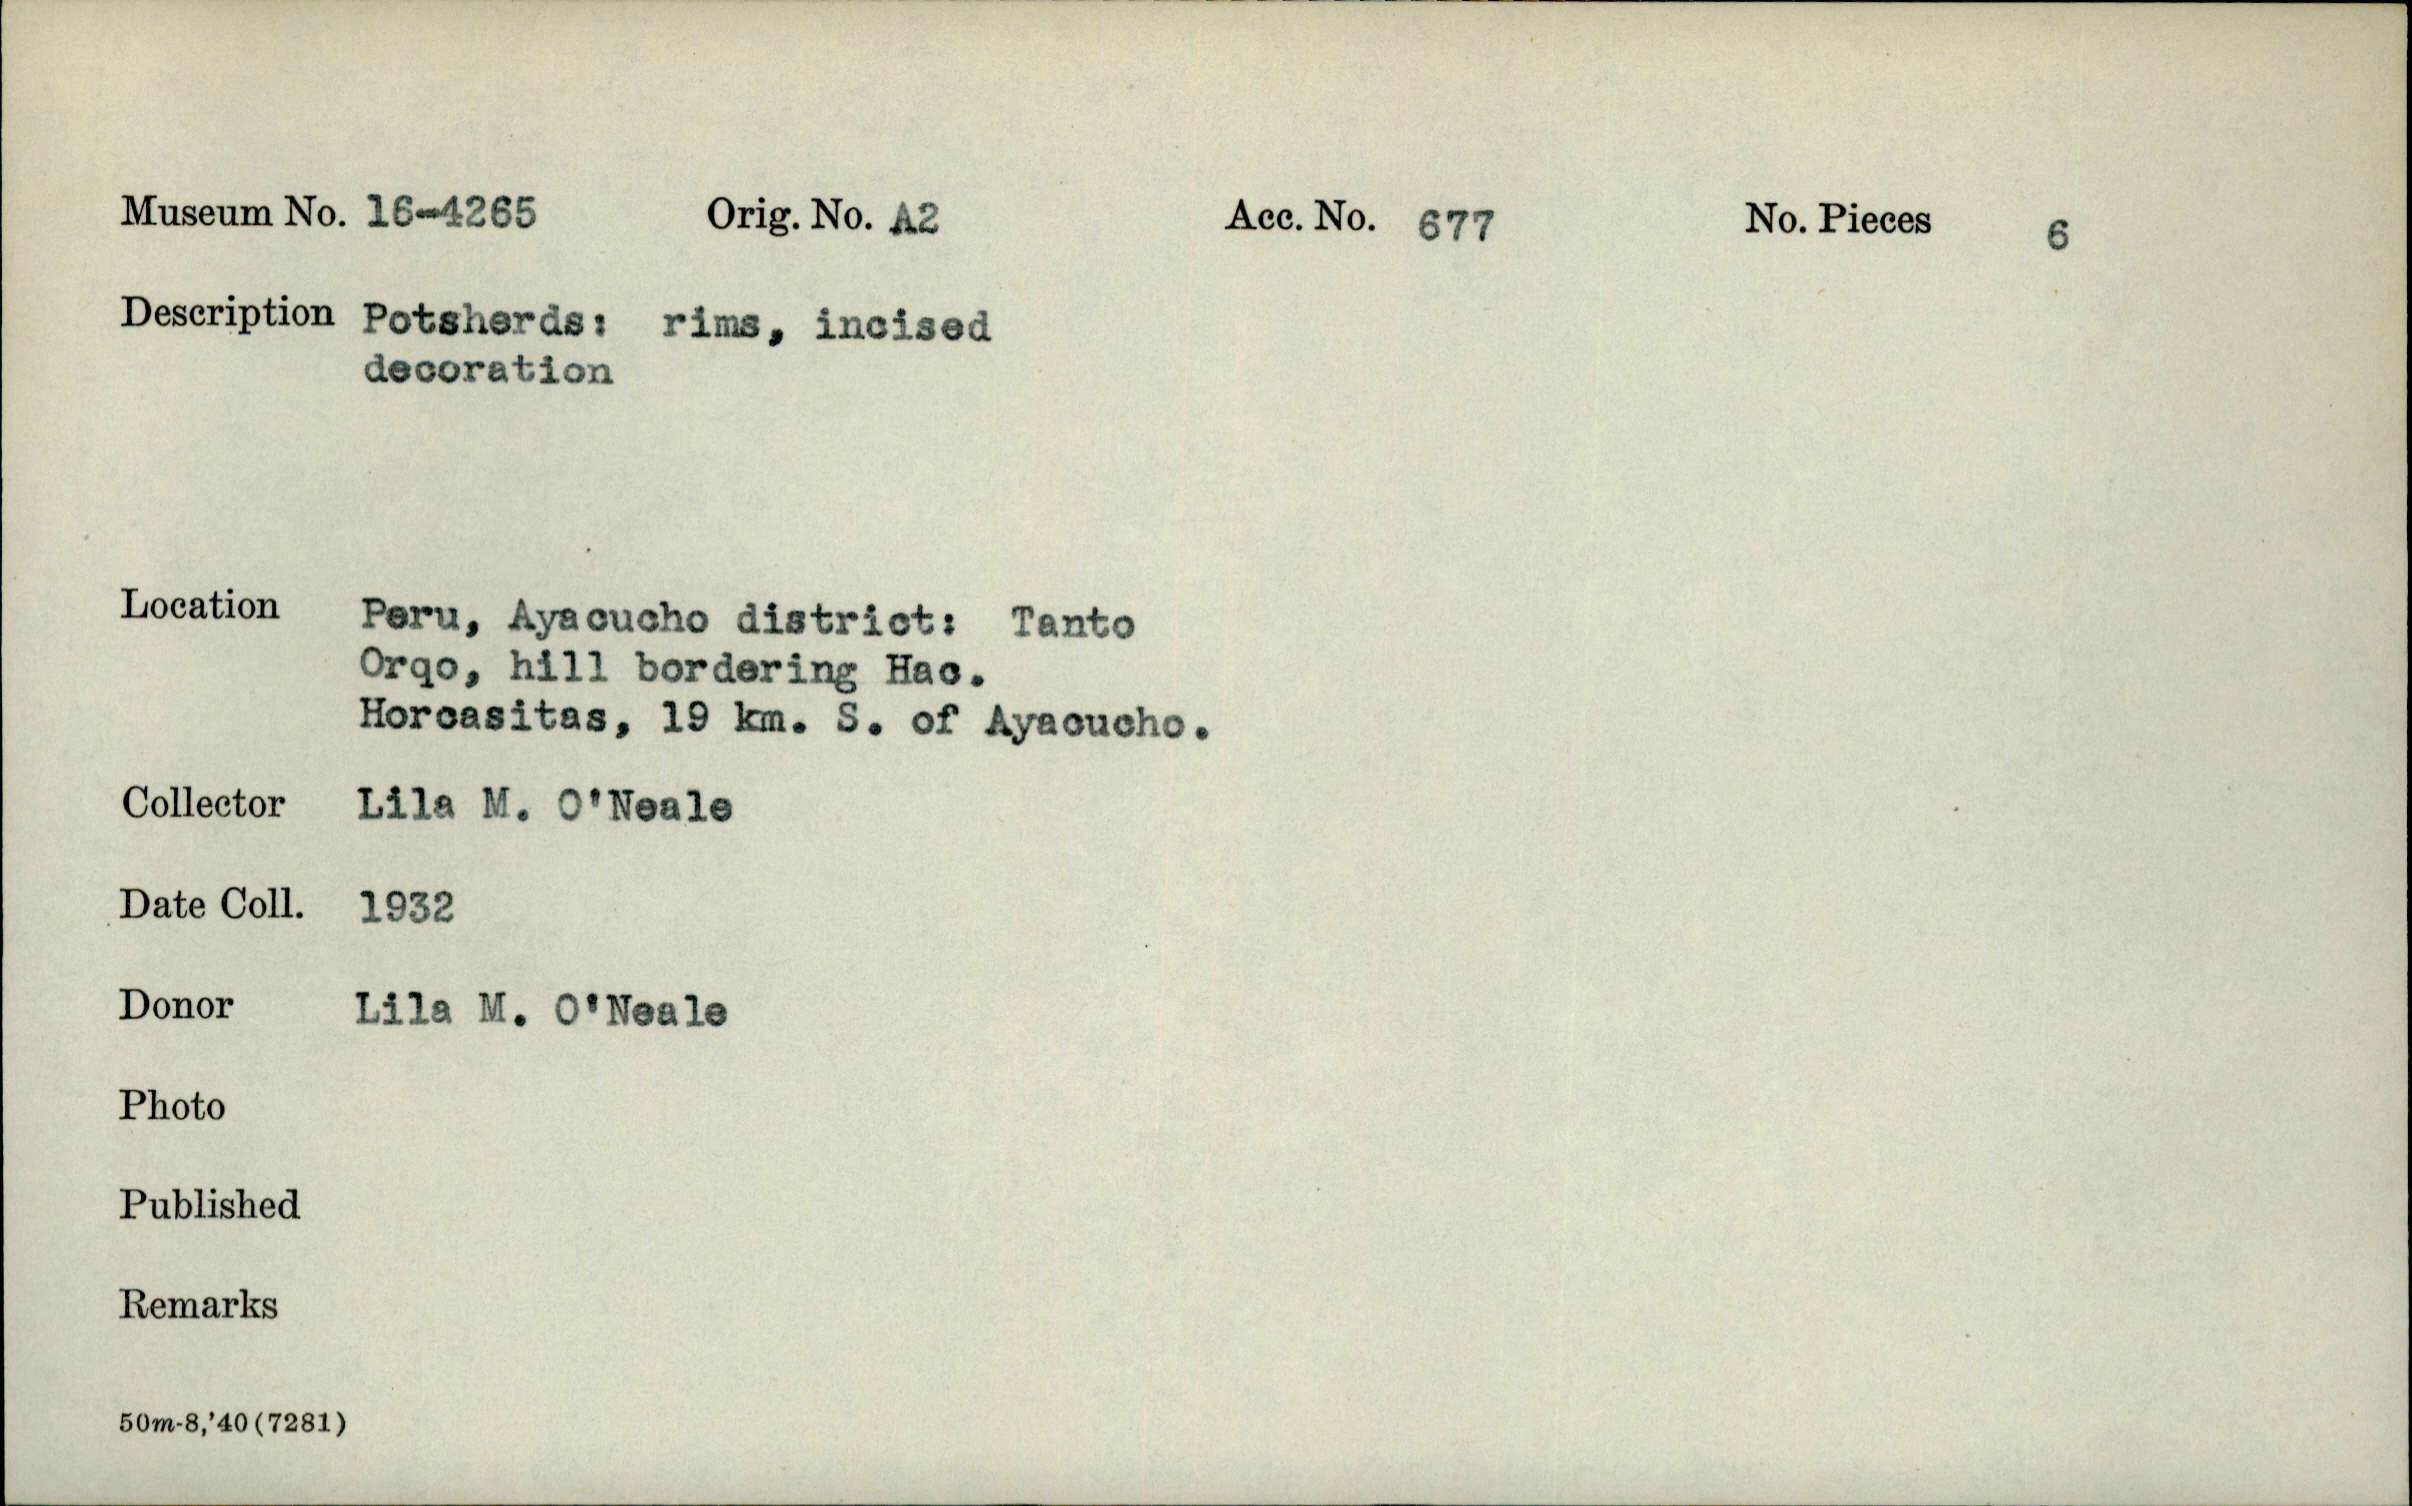 Museum No. 16-4265 Orig. No. A2 Acc. No. 677 No. Pieces 6
Description Potsherds: rims, incised
decoration
Location Peru, Ayacucho district: Tanto
Orqo, hill bordering Hac.
Horcasitas, 19 km. S. of Ayacucho.
Collector Lila M. O'Neale
Date Coll. 1932
Donor Lila M. O'Neale
Photo
Published
Remarks
50m-8,'40(7281)